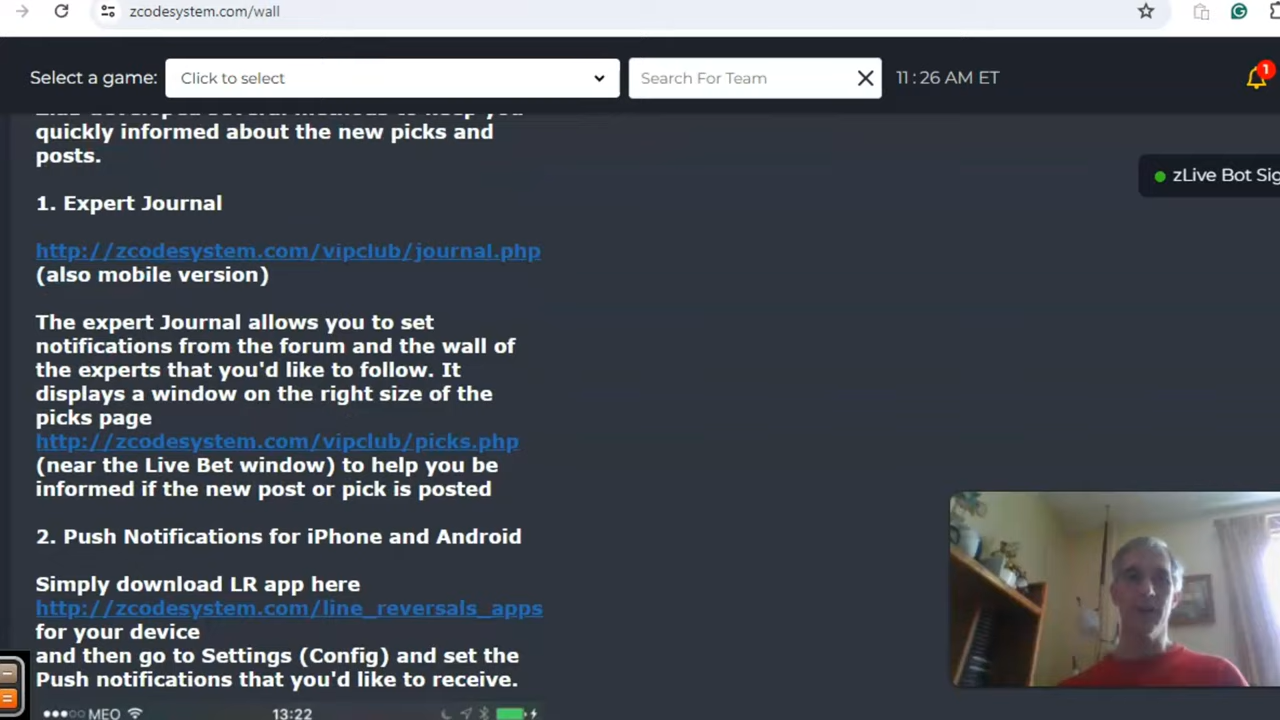 zcodesystem.com/wall
Select a game:
Click to select
Search For Team
11 : 26 AM ET
1
quickly informed about the new picks and
posts.
zLive Bot Sig
1. Expert Journal
http://zcodesystem.com/vipclub/journal.php
(also mobile version)
The expert Journal allows you to set
notifications from the forum and the wall of
the experts that you'd like to follow. It
displays a window on the right size of the
picks page
http://zcodesystem.com/vipclub/picks.php
(near the Live Bet window) to help you be
informed if the new post or pick is posted
2. Push Notifications for iPhone and Android
Simply download LR app here
http://zcodesystem.com/line_reversals_apps
for your device
and then go to Settings (Config) and set the
Push notifications that you'd like to receive.
MEO
13:22